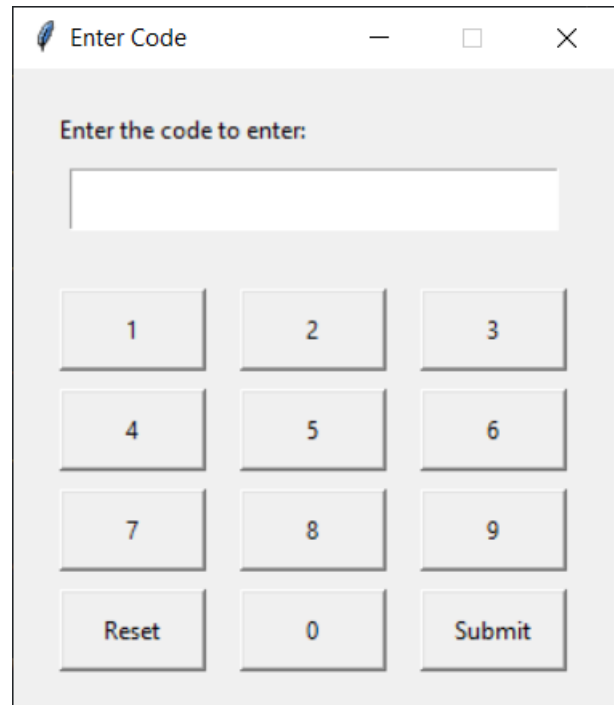 Enter Code
Enter the code to enter:
1 2 3
4 5 6
7 8 9
Reset 0 Submit